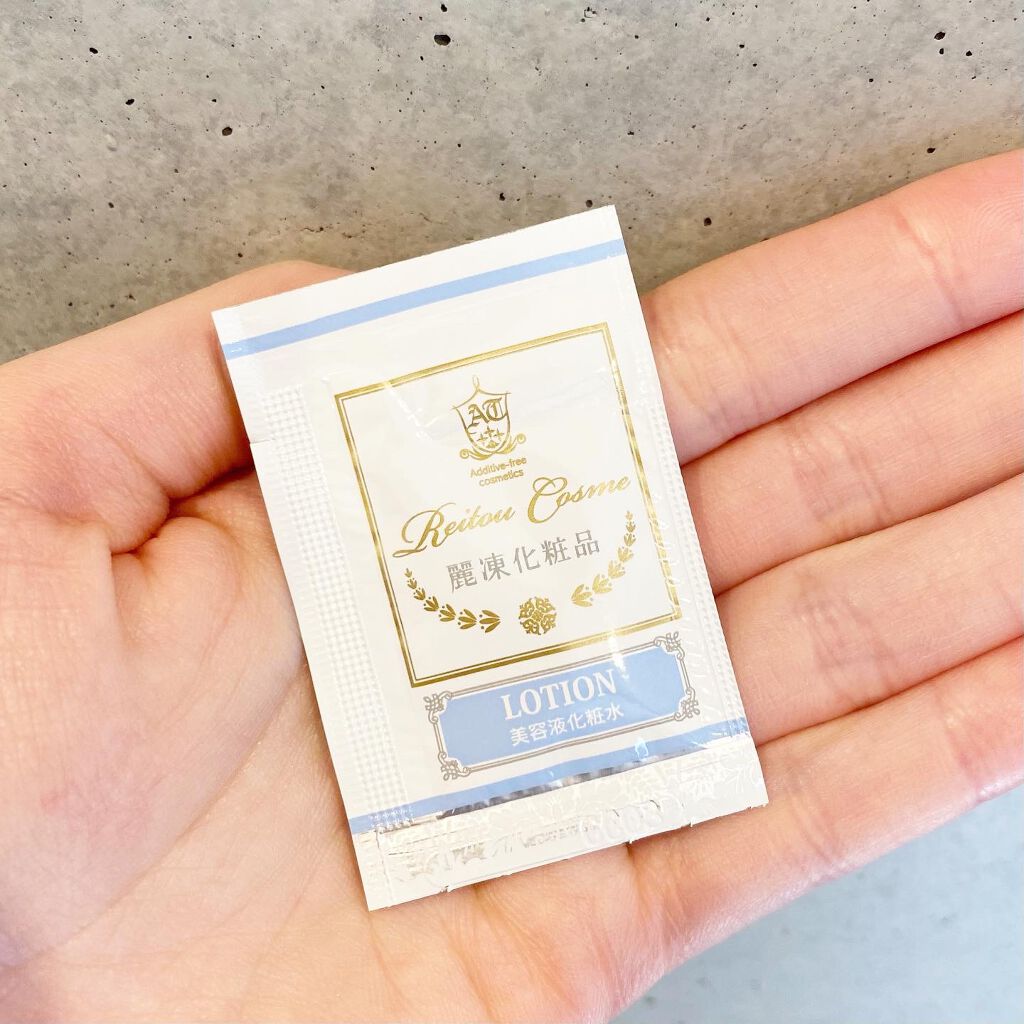 AT
Additive-free
cosmetics
Reitou Cosme
麗凍化粧品
LOTION
美容液化粧水